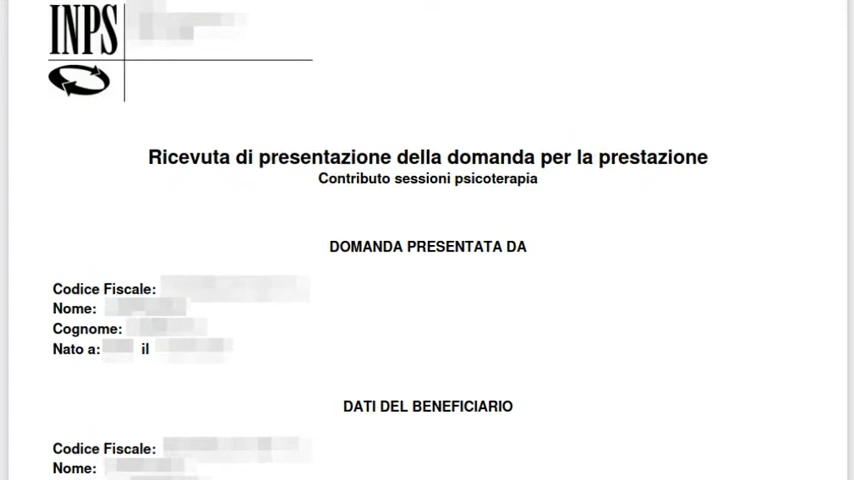 INPS
Ricevuta di presentazione della domanda per la prestazione
Contributo sessioni psicoterapia
DOMANDA PRESENTATA DA
Codice Fiscale:
Nome:
Cognome:
Nato a: il
DATI DEL BENEFICIARIO
Codice Fiscale:
Nome: